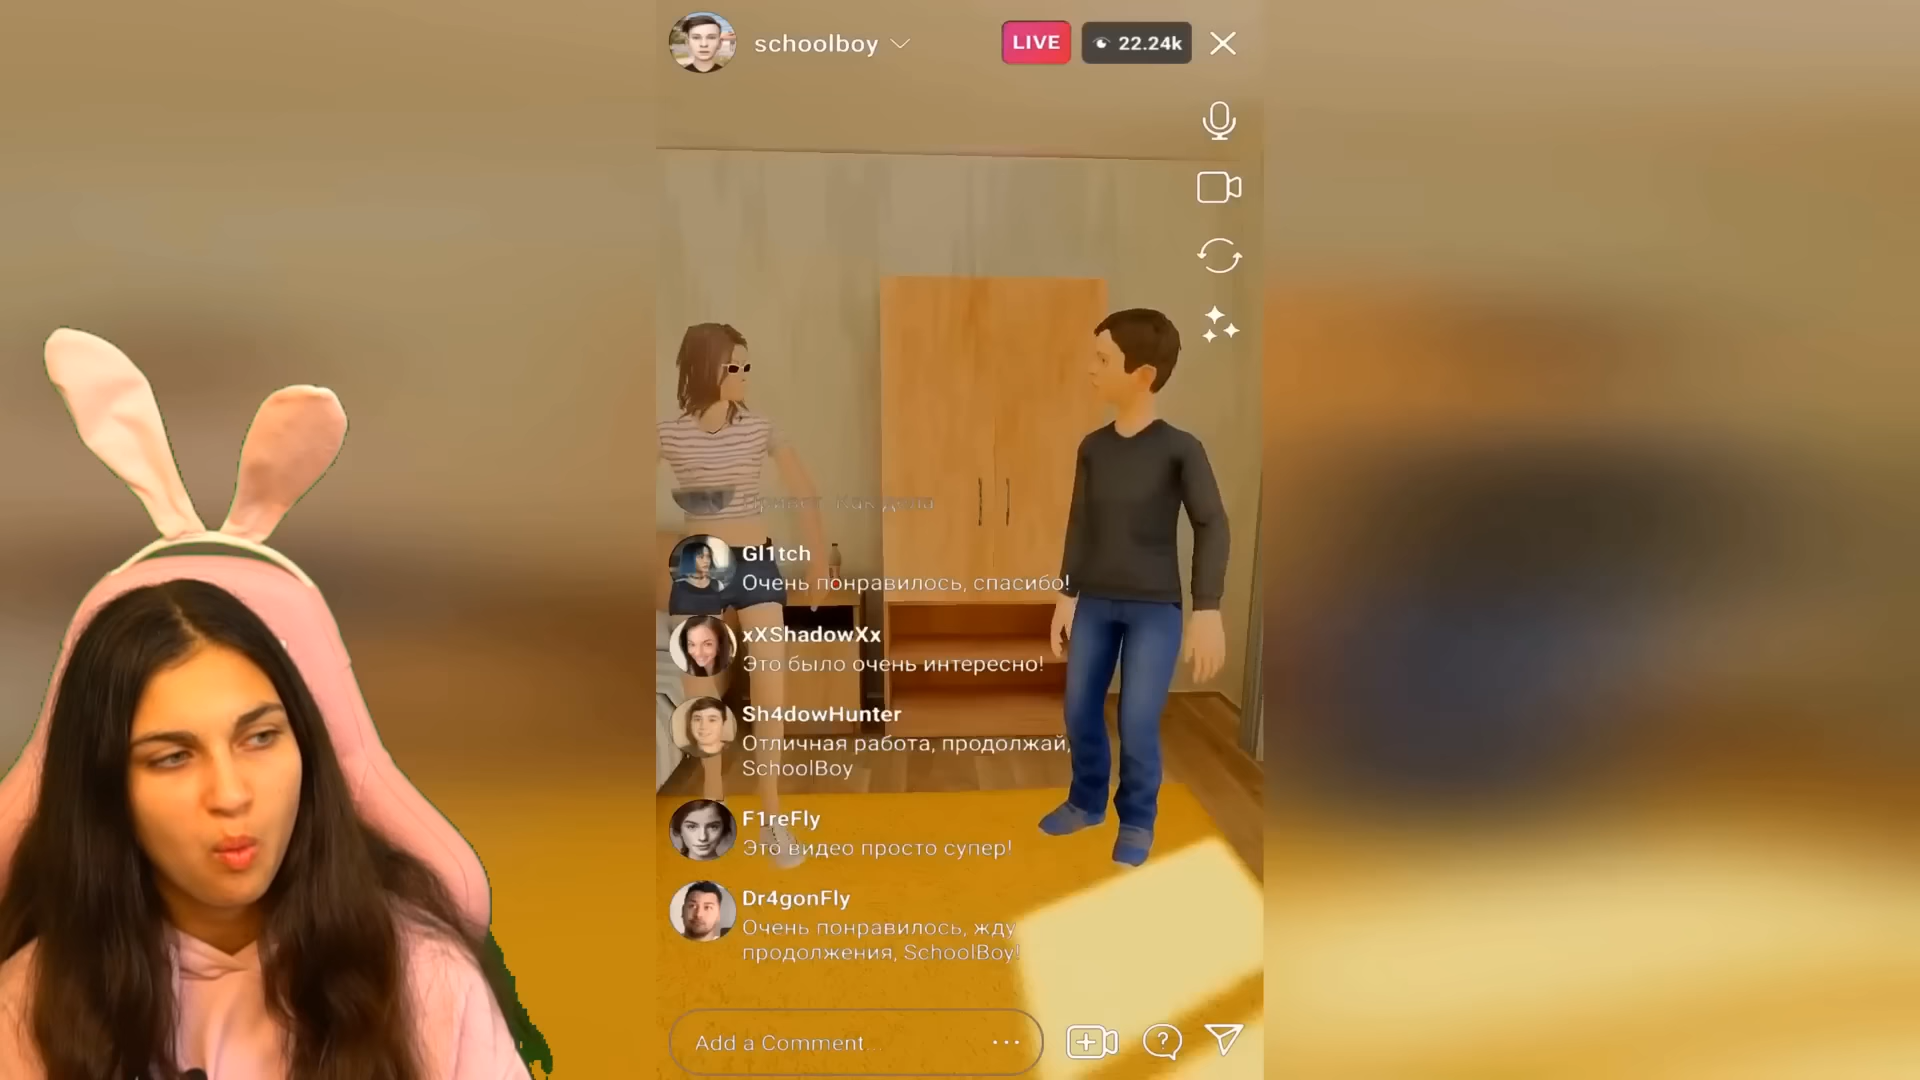 schoolboy
LIVE
22.24k
Gl1tch
Очень понравилось, спасибо!
xXShadowXx
Это было очень интересно!
Sh4dowHunter
Отличная работа, продолжай,
SchoolBoy
F1reFly
Это видео просто супер!
Dr4gonFly
Очень понравилось, жду
продолжения, SchoolBoy!
Add a Comment...